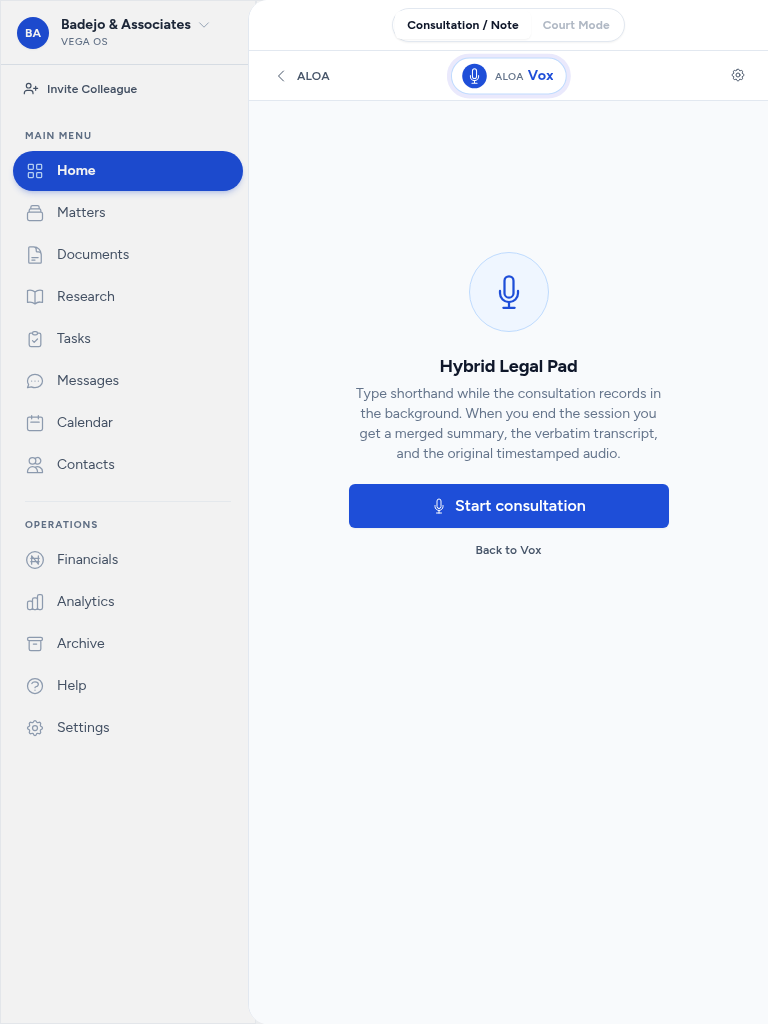 BA
Badejo & Associates
VEGA OS
Invite Colleague
MAIN MENU
Home
Matters
Documents
Research
Tasks
Messages
Calendar
Contacts
OPERATIONS
Financials
Analytics
Archive
Help
Settings
Consultation / Note
Court Mode
ALOA
ALOA Vox
Hybrid Legal Pad
Type shorthand while the consultation records in
the background. When you end the session you
get a merged summary, the verbatim transcript,
and the original timestamped audio.
Start consultation
Back to Vox